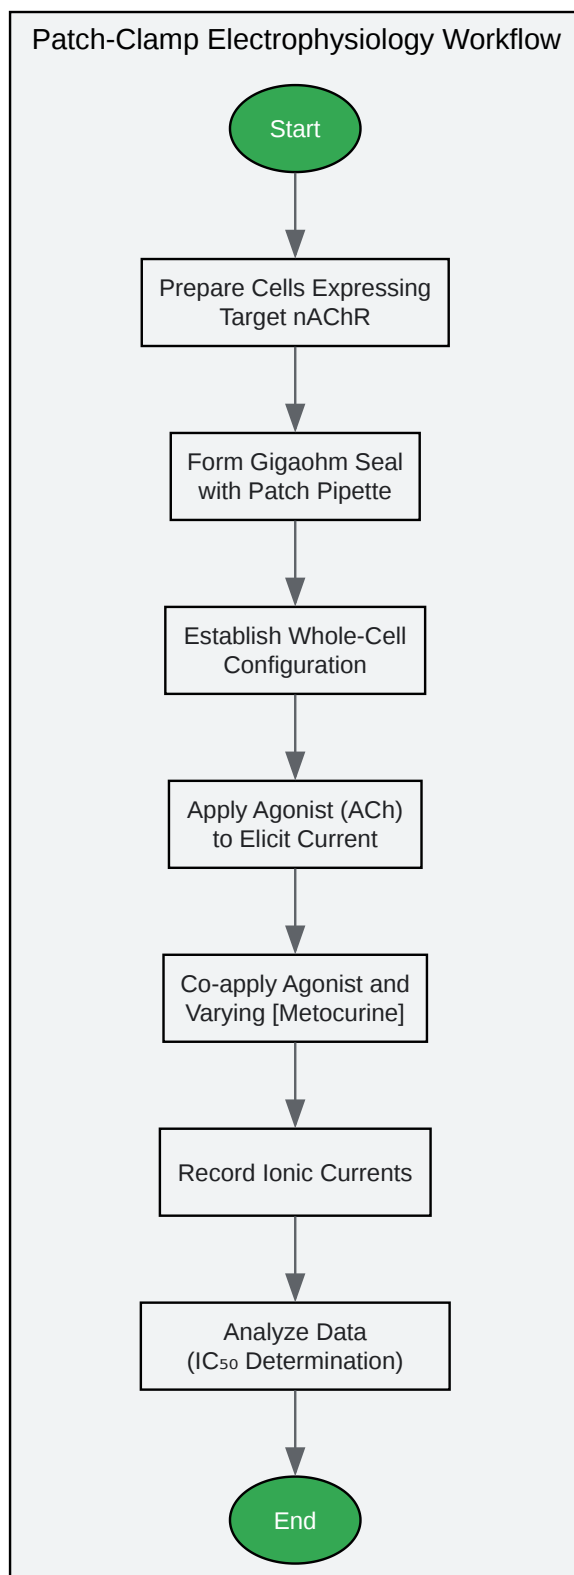 Patch-Clamp Electrophysiology Workflow
Start
Prepare Cells Expressing
Target nAChR
Form Gigaohm Seal
with Patch Pipette
Establish Whole-Cell
Configuration
Apply Agonist (ACh)
to Elicit Current
Co-apply Agonist and
Varying [Metocurine]
Record Ionic Currents
Analyze Data
(IC₅₀ Determination)
End